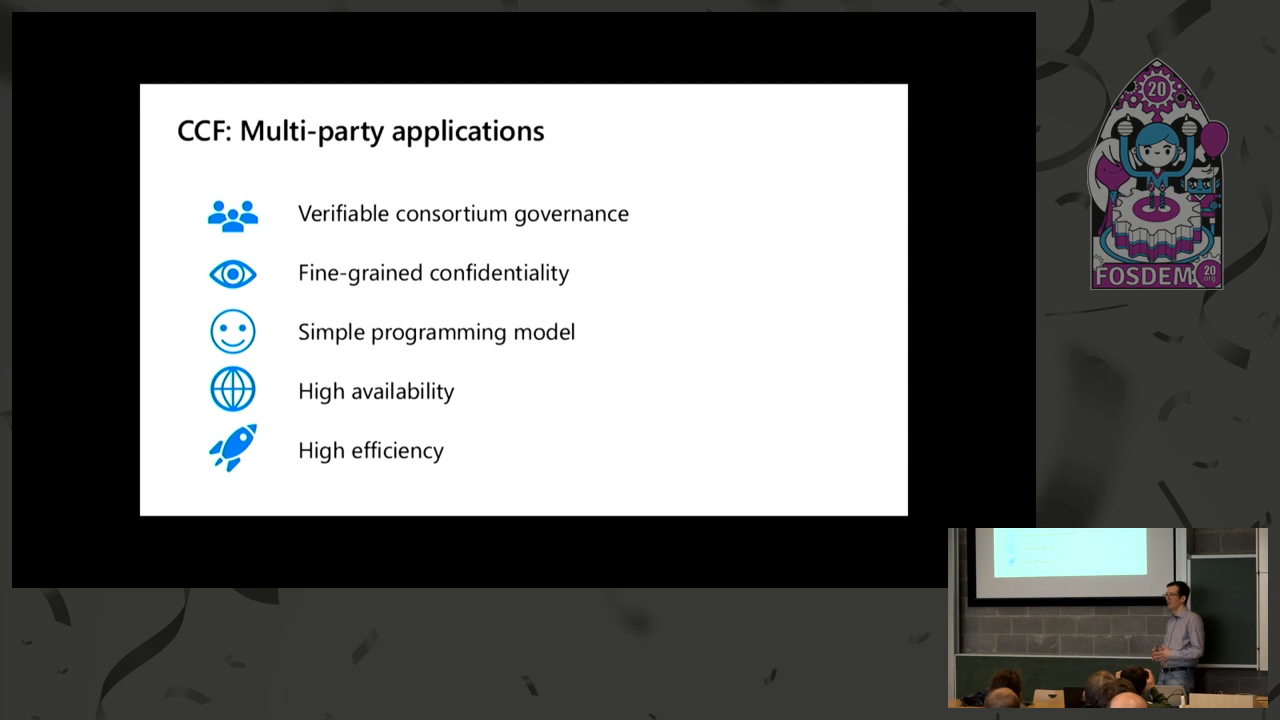 CCF: Multi-party applications
Verifiable consortium governance
Fine-grained confidentiality
Simple programming model
High availability
High efficiency
20
FOSDEM
20
org